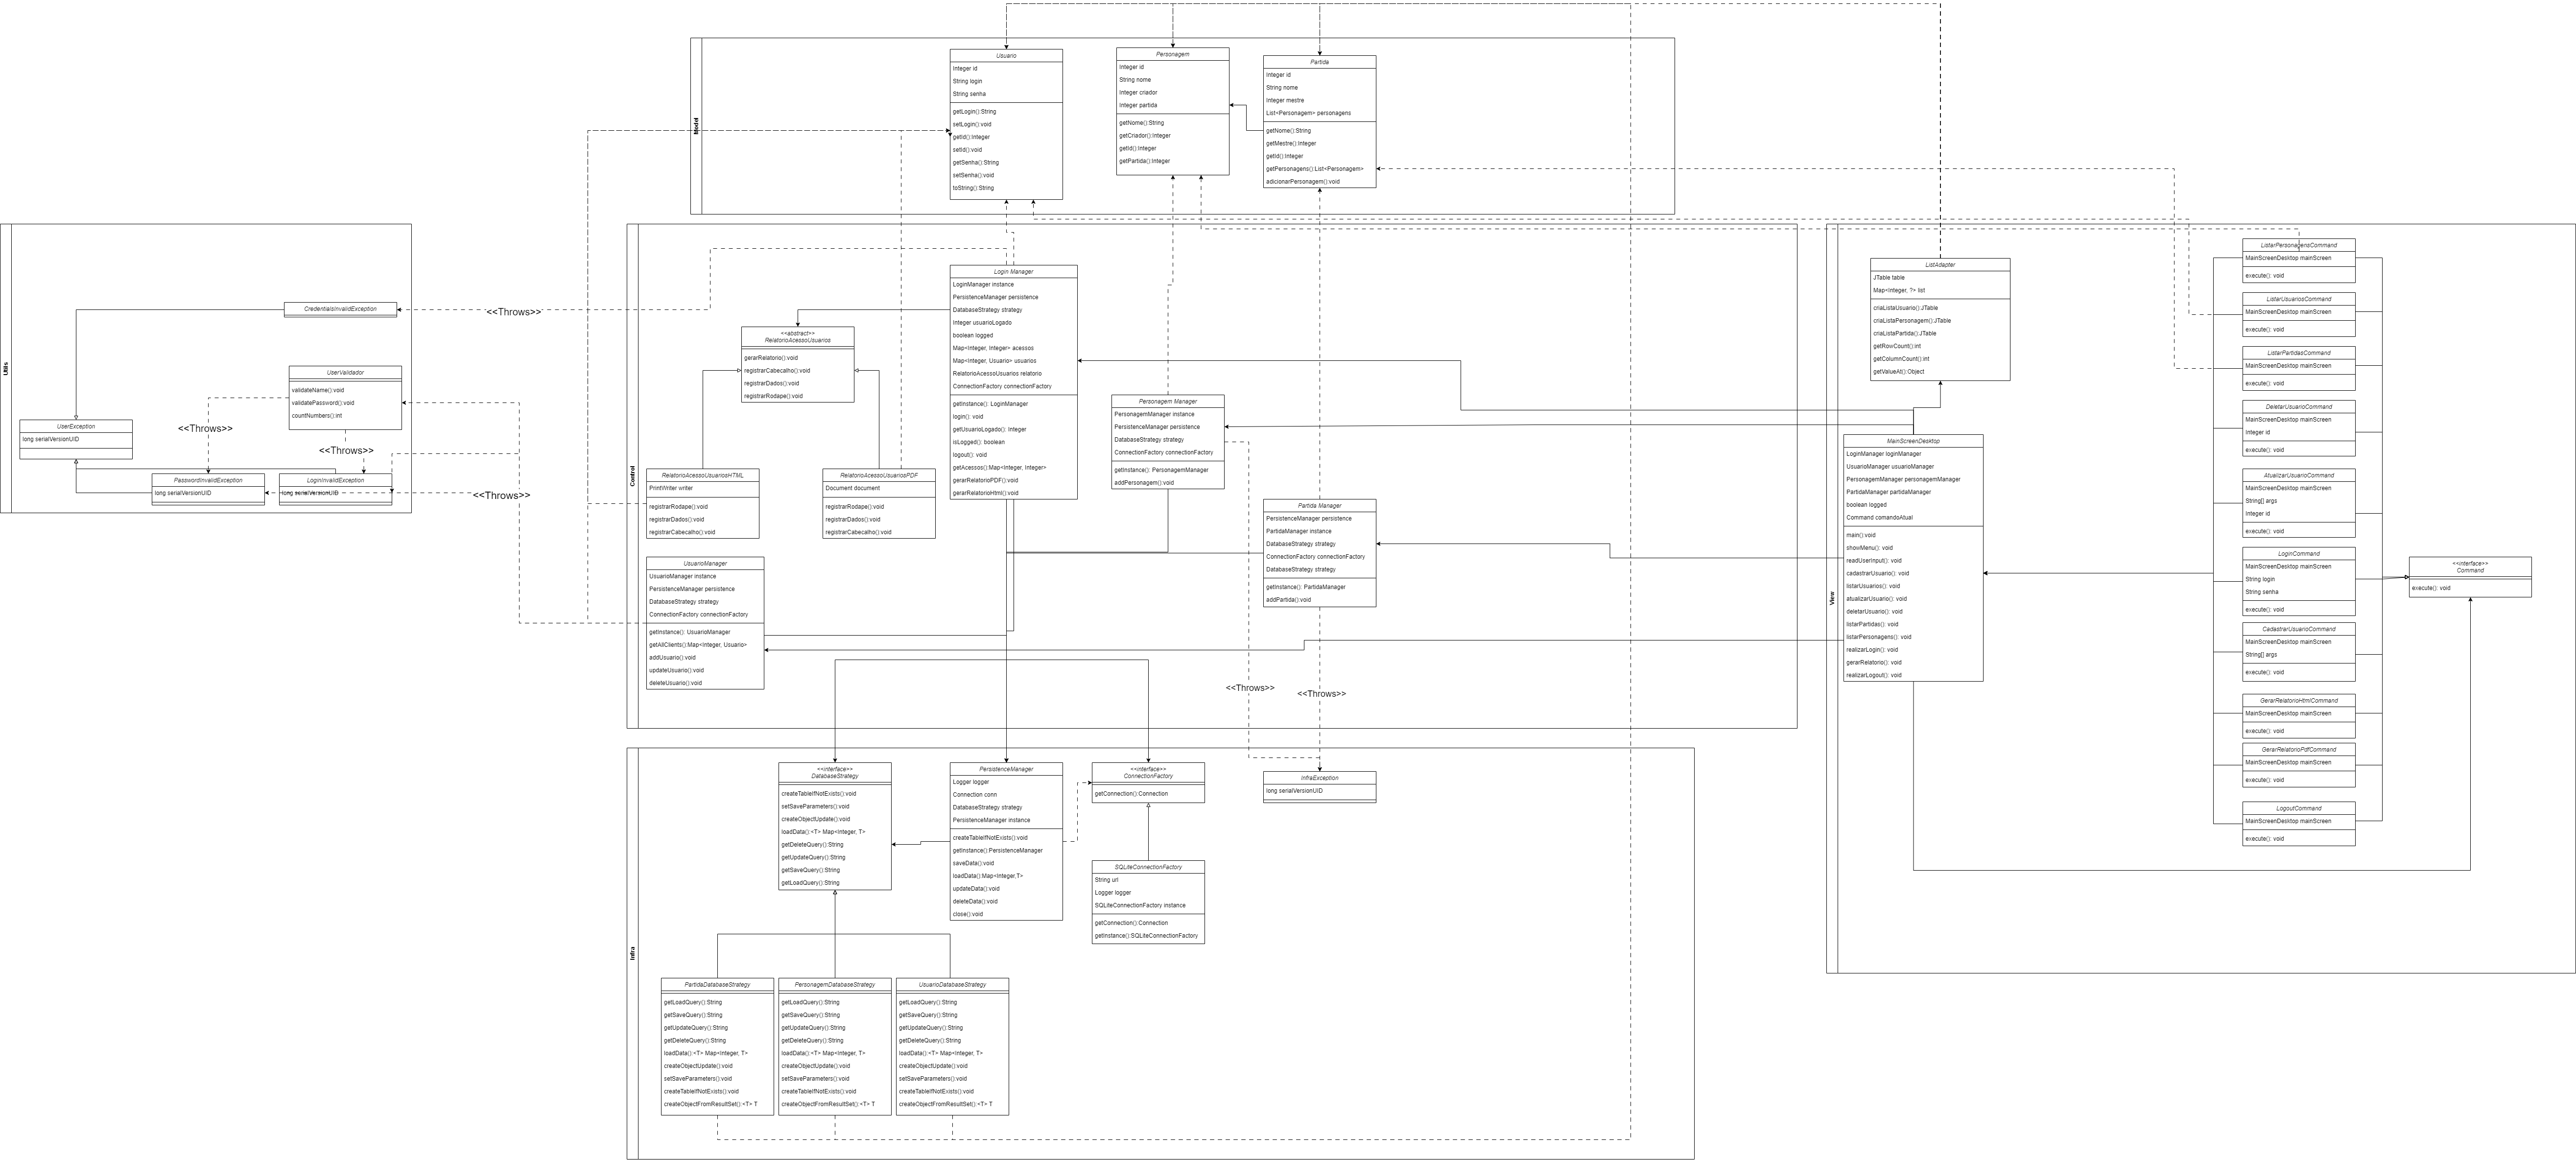 Model
Usuario
Integer id
String login
String senha
getLogin():String
setLogin():void
getId():Integer
setId():void
getSenha():String
setSenha():void
toString():String
Personagem
Integer id
String nome
Integer criador
Integer partida
getNome():String
getCriador():Integer
getId():Integer
getPartida():Integer
Partida
Integer id
String nome
Integer mestre
List<Personagem> personagens
getNome():String
getMestre():Integer
getId():Integer
getPersonagens():List<Personagem>
adicionarPersonagem():void
Utils
CredentialsInvalidException
<<Throws>>
UserValidador
validateName():void
validatePassword():void
countNumbers():int
UserException
long serialVersionUID
<<Throws>>
<<Throws>>
PasswordInvalidException
long serialVersionUID
LoginInvalidException
long serialVersionUID
<<Throws>>
Control
Login Manager
LoginManager instance
PersistenceManager persistence
DatabaseStrategy strategy
Integer usuarioLogado
boolean logged
Map<Integer, Integer> acessos
Map<Integer, Usuario> usuarios
RelatorioAcessoUsuarios relatorio
ConnectionFactory connectionFactory
getInstance(): LoginManager
login(): void
getUsuarioLogado(): Integer
isLogged(): boolean
logout(): void
getAcessos():Map<Integer, Integer>
gerarRelatorioPDF():void
gerarRelatorioHtml():void
<<abstract>>
RelatorioAcessoUsuarios
gerarRelatorio():void
registrarCabecalho():void
registrarDados():void
registrarRodape():void
RelatorioAcessoUsuariosHTML
PrintWriter writer
registrarRodape():void
registrarDados():void
registrarCabecalho():void
RelatorioAcessoUsuariosPDF
Document document
registrarRodape():void
registrarDados():void
registrarCabecalho():void
Personagem Manager
PersonagemManager instance
PersistenceManager persistence
DatabaseStrategy strategy
ConnectionFactory connectionFactory
getInstance(): PersonagemManager
addPersonagem():void
Partida Manager
PersistenceManager persistence
PartidaManager instance
DatabaseStrategy strategy
ConnectionFactory connectionFactory
DatabaseStrategy strategy
getInstance(): PartidaManager
addPartida():void
UsuarioManager
UsuarioManager instance
PersistenceManager persistence
DatabaseStrategy strategy
ConnectionFactory connectionFactory
getInstance(): UsuarioManager
getAllClients():Map<Integer, Usuario>
addUsuario():void
updateUsuario():void
deleteUsuario():void
<<Throws>>
<<Throws>>
View
ListAdapter
JTable table
Map<Integer, ?> list
criaListaUsuario():JTable
criaListaPersonagem():JTable
criaListaPartida():JTable
getRowCount():int
getColumnCount():int
getValueAt():Object
MainScreenDesktop
LoginManager loginManager
UsuarioManager usuarioManager
PersonagemManager personagemManager
PartidaManager partidaManager
boolean logged
Command comandoAtual
main():void
showMenu(): void
readUserInput(): void
cadastrarUsuario(): void
listarUsuarios(): void
atualizarUsuario(): void
deletarUsuario(): void
listarPartidas(): void
listarPersonagens(): void
realizarLogin(): void
gerarRelatorio(): void
realizarLogout(): void
ListarPersonagensCommand
MainScreenDesktop mainScreen
execute(): void
ListarUsuariosCommand
MainScreenDesktop mainScreen
execute(): void
ListarPartidasCommand
MainScreenDesktop mainScreen
execute(): void
DeletarUsuarioCommand
MainScreenDesktop mainScreen
Integer id
execute(): void
AtualizarUsuarioCommand
MainScreenDesktop mainScreen
String[] args
Integer id
execute(): void
LoginCommand
MainScreenDesktop mainScreen
String login
String senha
execute(): void
CadastrarUsuarioCommand
MainScreenDesktop mainScreen
String[] args
execute(): void
GerarRelatorioHtmlCommand
MainScreenDesktop mainScreen
execute(): void
GerarRelatorioPdfCommand
MainScreenDesktop mainScreen
execute(): void
LogoutCommand
MainScreenDesktop mainScreen
execute(): void
<<interface>>
Command
execute(): void
Infra
<<interface>>
DatabaseStrategy
createTableIfNotExists():void
setSaveParameters():void
createObjectUpdate():void
loadData():<T> Map<Integer, T>
getDeleteQuery():String
getUpdateQuery():String
getSaveQuery():String
getLoadQuery():String
PersistenceManager
Logger logger
Connection conn
DatabaseStrategy strategy
PersistenceManager instance
createTableIfNotExists():void
getInstance():PersistenceManager
saveData():void
loadData():Map<Integer,T>
updateData():void
deleteData():void
close():void
<<interface>>
ConnectionFactory
getConnection():Connection
SQLiteConnectionFactory
String url
Logger logger
SQLiteConnectionFactory instance
getConnection():Connection
getInstance():SQLiteConnectionFactory
InfraException
long serialVersionUID
PartidaDatabaseStrategy
getLoadQuery():String
getSaveQuery():String
getUpdateQuery():String
getDeleteQuery():String
loadData():<T> Map<Integer, T>
createObjectUpdate():void
setSaveParameters():void
createTableIfNotExists():void
createObjectFromResultSet():<T> T
PersonagemDatabaseStrategy
getLoadQuery():String
getSaveQuery():String
getUpdateQuery():String
getDeleteQuery():String
loadData():<T> Map<Integer, T>
createObjectUpdate():void
setSaveParameters():void
createTableIfNotExists():void
createObjectFromResultSet():<T> T
UsuarioDatabaseStrategy
getLoadQuery():String
getSaveQuery():String
getUpdateQuery():String
getDeleteQuery():String
loadData():<T> Map<Integer, T>
createObjectUpdate():void
setSaveParameters():void
createTableIfNotExists():void
createObjectFromResultSet():<T> T